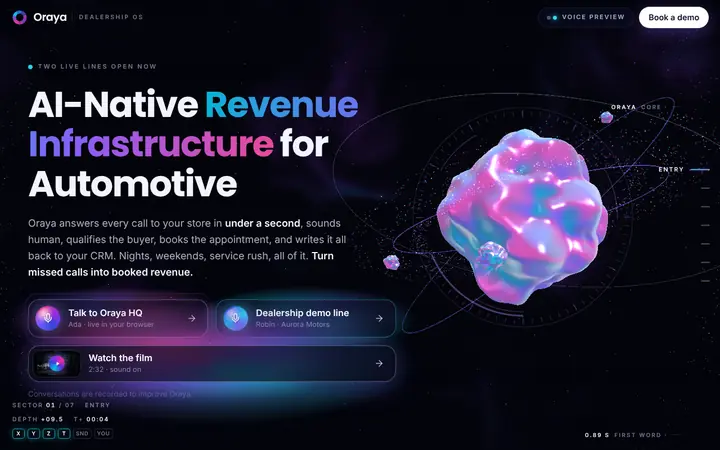 Oraya DEALERSHIP OS
VOICE PREVIEW
Book a demo
TWO LIVE LINES OPEN NOW
AI-Native Revenue
Infrastructure for
Automotive
Oraya answers every call to your store in under a second, sounds
human, qualifies the buyer, books the appointment, and writes it all
back to your CRM. Nights, weekends, service rush, all of it. Turn
missed calls into booked revenue.
Talk to Oraya HQ
Ada · live in your browser
Dealership demo line
Robin · Aurora Motors
Watch the film
2:32 · sound on
Conversations are recorded to improve Oraya.
SECTOR 01 / 07 ENTRY
DEPTH +09.5 T+ 00:04
X Y Z T SND YOU
ORAYA CORE
ENTRY
0.89 S FIRST WORD